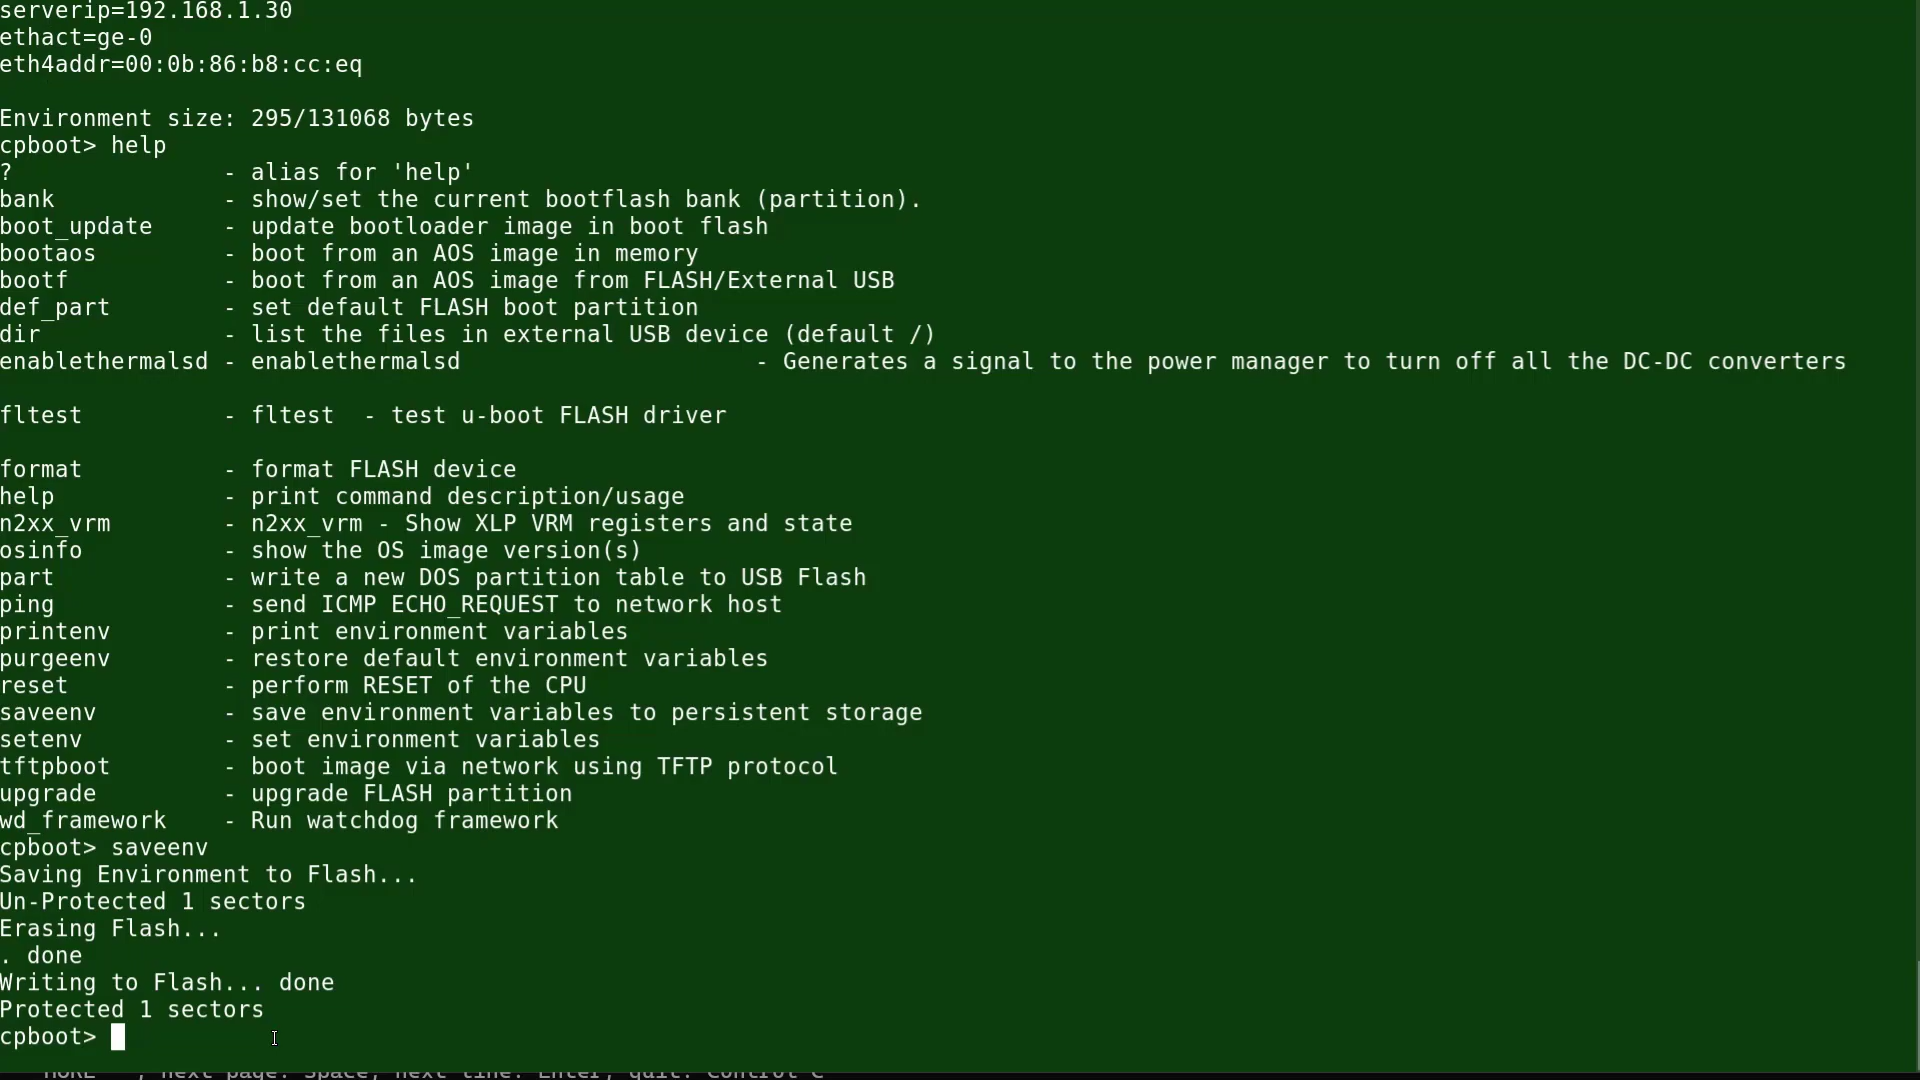 serverip=192.168.1.30
ethact=ge-0
eth4addr=00:0b:86:b8:cc:eq
Environment size: 295/131068 bytes
cpboot> help
?               - alias for 'help'
bank            - show/set the current bootflash bank (partition).
boot_update     - update bootloader image in boot flash
bootaos         - boot from an AOS image in memory
bootf           - boot from an AOS image from FLASH/External USB
def_part        - set default FLASH boot partition
dir             - list the files in external USB device (default /)
enablethermalsd - enablethermalsd                     - Generates a signal to the power manager to turn off all the DC-DC converters
fltest          - fltest  - test u-boot FLASH driver
format          - format FLASH device
help            - print command description/usage
n2xx_vrm        - n2xx_vrm - Show XLP VRM registers and state
osinfo          - show the OS image version(s)
part            - write a new DOS partition table to USB Flash
ping            - send ICMP ECHO_REQUEST to network host
printenv        - print environment variables
purgeenv        - restore default environment variables
reset           - perform RESET of the CPU
saveenv         - save environment variables to persistent storage
setenv          - set environment variables
tftpboot        - boot image via network using TFTP protocol
upgrade         - upgrade FLASH partition
wd_framework    - Run watchdog framework
cpboot> saveenv
Saving Environment to Flash...
Un-Protected 1 sectors
Erasing Flash...
. done
Writing to Flash... done
Protected 1 sectors
cpboot>
MORE   , next page: Space, next line: Enter, quit: Control-C